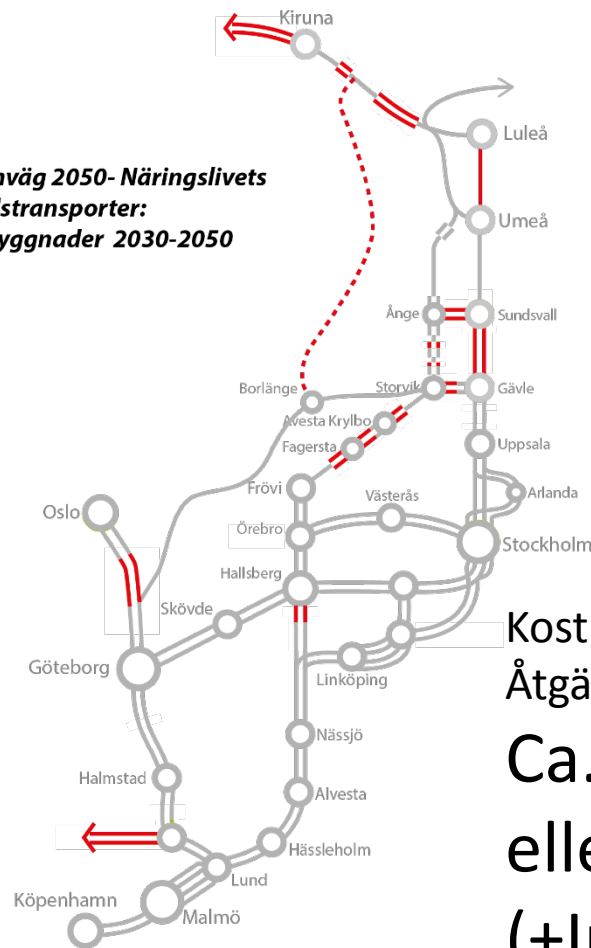 Kiruna
Luleå
nväg 2050- Näringslivets
stransporter:
yggnader 2030-2050
Umeå
Ånge
Sundsvall
Borlänge
Storvik
Gävle
Avesta Krylbo
Fagersta
Uppsala
Frövi
Västerås
Arlanda
Oslo
Örebro
Stockholm
Hallsberg
Skövde
Kost
Åtgä
Göteborg
Linköping
Nässjö
Ca.
Halmstad
Alvesta
elle
Hässleholm
Lund
Köpenhamn
Malmö